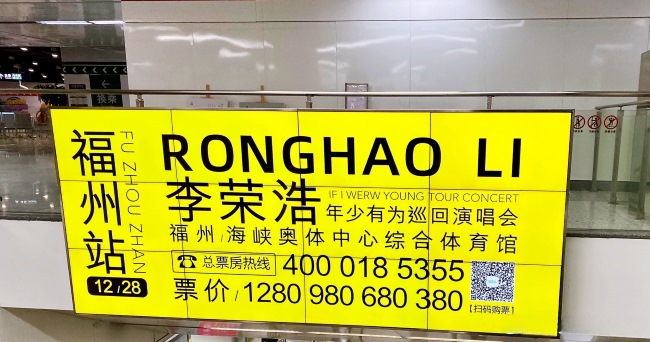 换乘
福州站
FU ZHOU ZHAN
12/28
RONGHAO LI
李荣浩
IF I WERW YOUNG TOUR CONCERT
年少有为巡回演唱会
福州/海峡奥体中心综合体育馆
☎总票房热线 400 018 5355
票价/1280 980 680 380
【扫码购票】